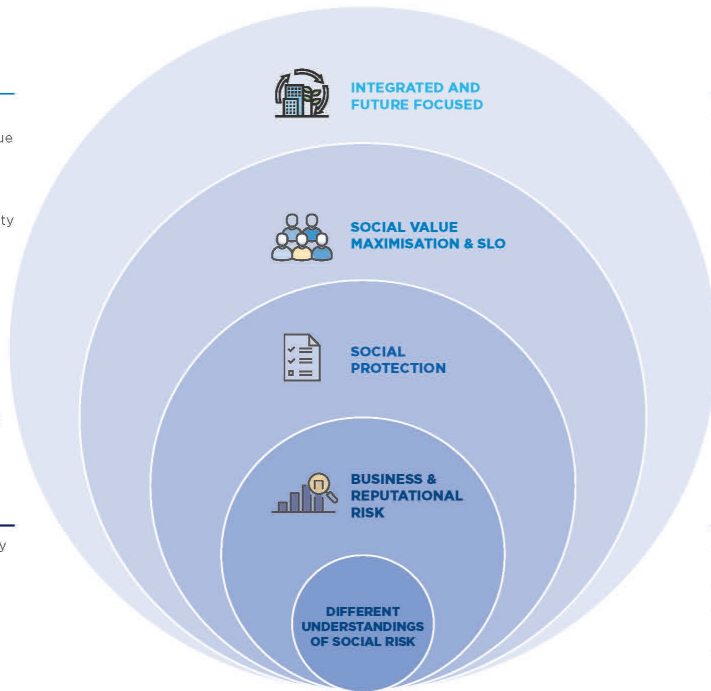 INTEGRATED AND
FUTURE FOCUSED
SOCIAL VALUE
MAXIMISATION & SLO
SOCIAL
PROTECTION
BUSINESS &
REPUTATIONAL
RISK
DIFFERENT
UNDERSTANDINGS
OF SOCIAL RISK